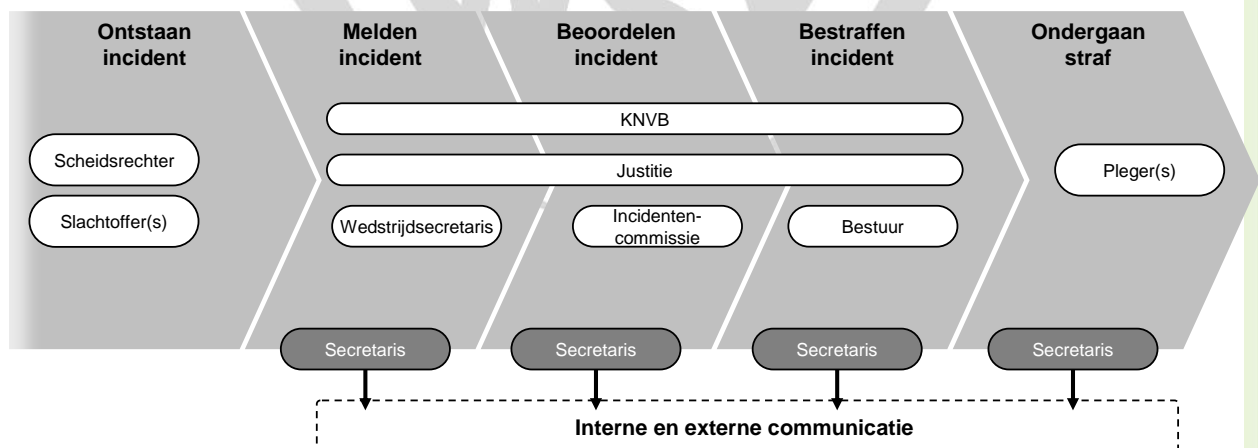 Ontstaan
incident
Melden
incident
Beoordelen
incident
Bestraffen
incident
Ondergaan
straf
KNVB
Scheidsrechter
Justitie
Pleger(s)
Slachtoffer(s)
Wedstrijdsecretaris
Incidenten-
commissie
Bestuur
Secretaris
Secretaris
Secretaris
Secretaris
Interne en externe communicatie